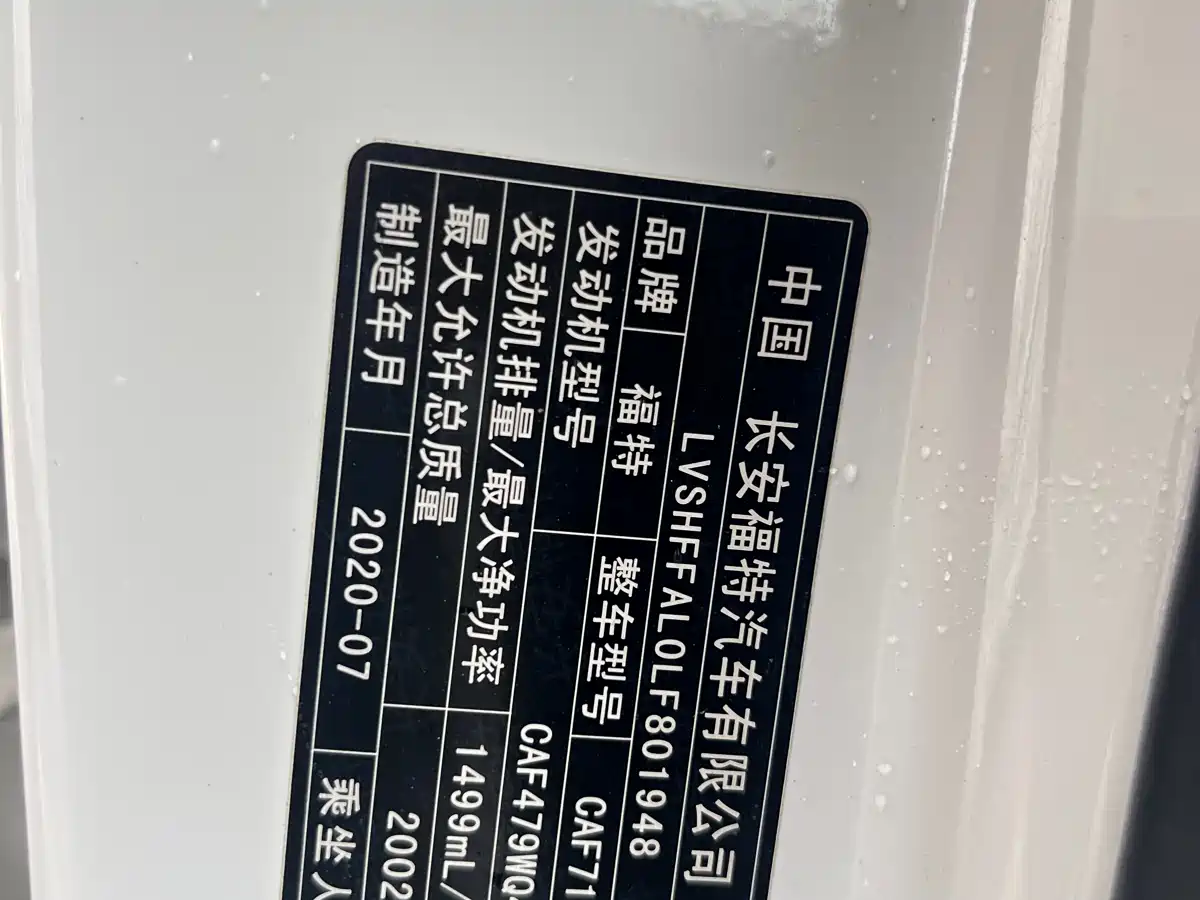 中国 长安福特汽车有限公司
LVSHFFAL0LF801948
品牌 福特 整车型号 CAF71
发动机型号 CAF479WQ-
发动机排量/最大净功率 1499mL/
最大允许总质量 2002
制造年月 2020-07 乘坐人